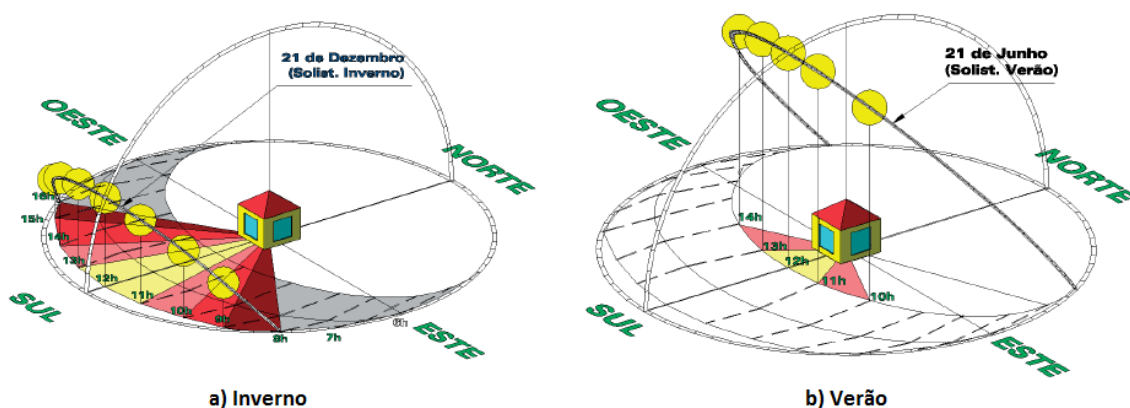 21 de Dezembro
(Solist. Inverno)
OESTE
NORTE
16h
15h
14h
13h
12h
11h
10h
9h
8h
7h
6h
SUL
ESTE
a) Inverno
21 de Junho
(Solist. Verão)
OESTE
NORTE
14h
13h
12h
11h
10h
SUL
ESTE
b) Verão